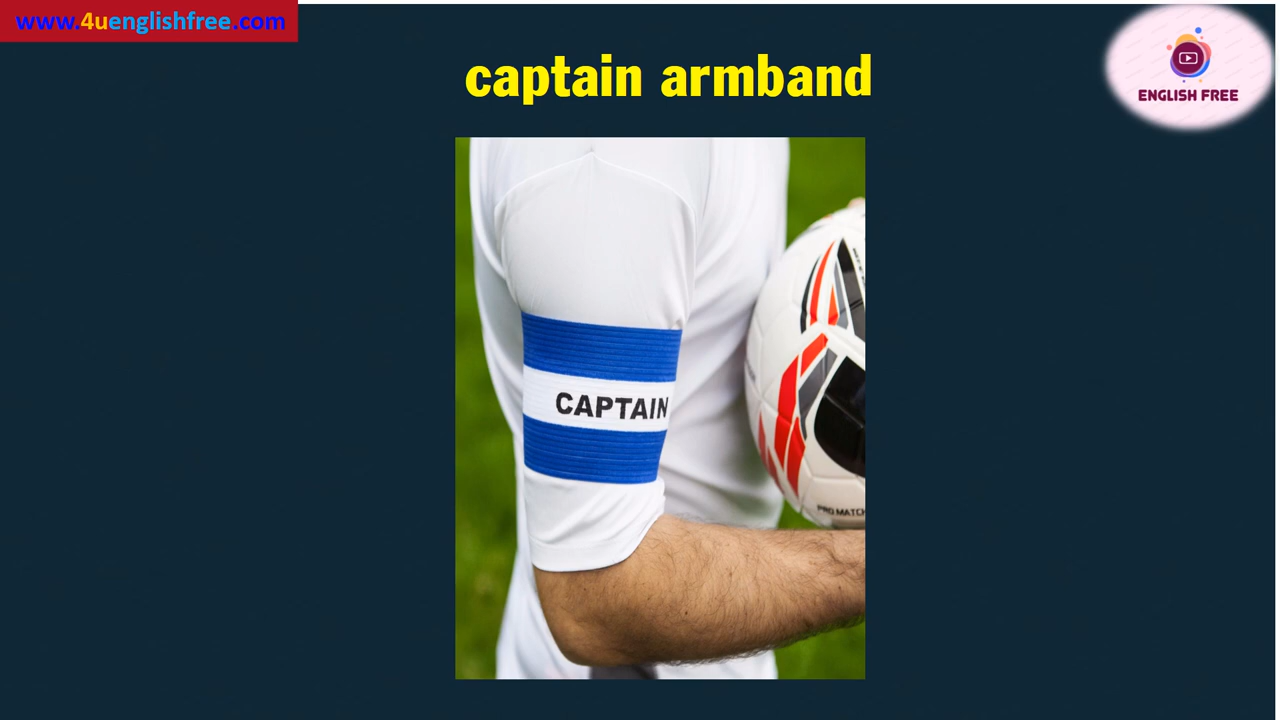 www.4uenglishfree.com
captain armband
ENGLISH FREE
CAPTAIN
PRO MATCH